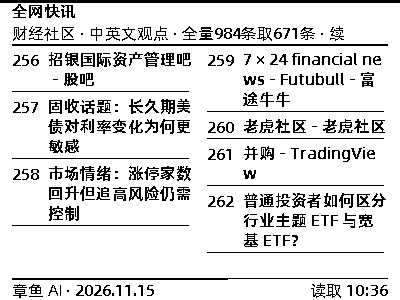 全网快讯
财经社区·中英文观点·全量984条取671条·续
256 招银国际资产管理吧
- 股吧
257 固收话题：长久期美
债对利率变化为何更
敏感
258 市场情绪：涨停家数
回升但追高风险仍需
控制
259 7×24 financial ne
ws - Futubull - 富
途牛牛
260 老虎社区 - 老虎社区
261 并购 - TradingVie
w
262 普通投资者如何区分
行业主题 ETF 与宽
基 ETF?
章鱼 AI · 2026.11.15
读取 10:36